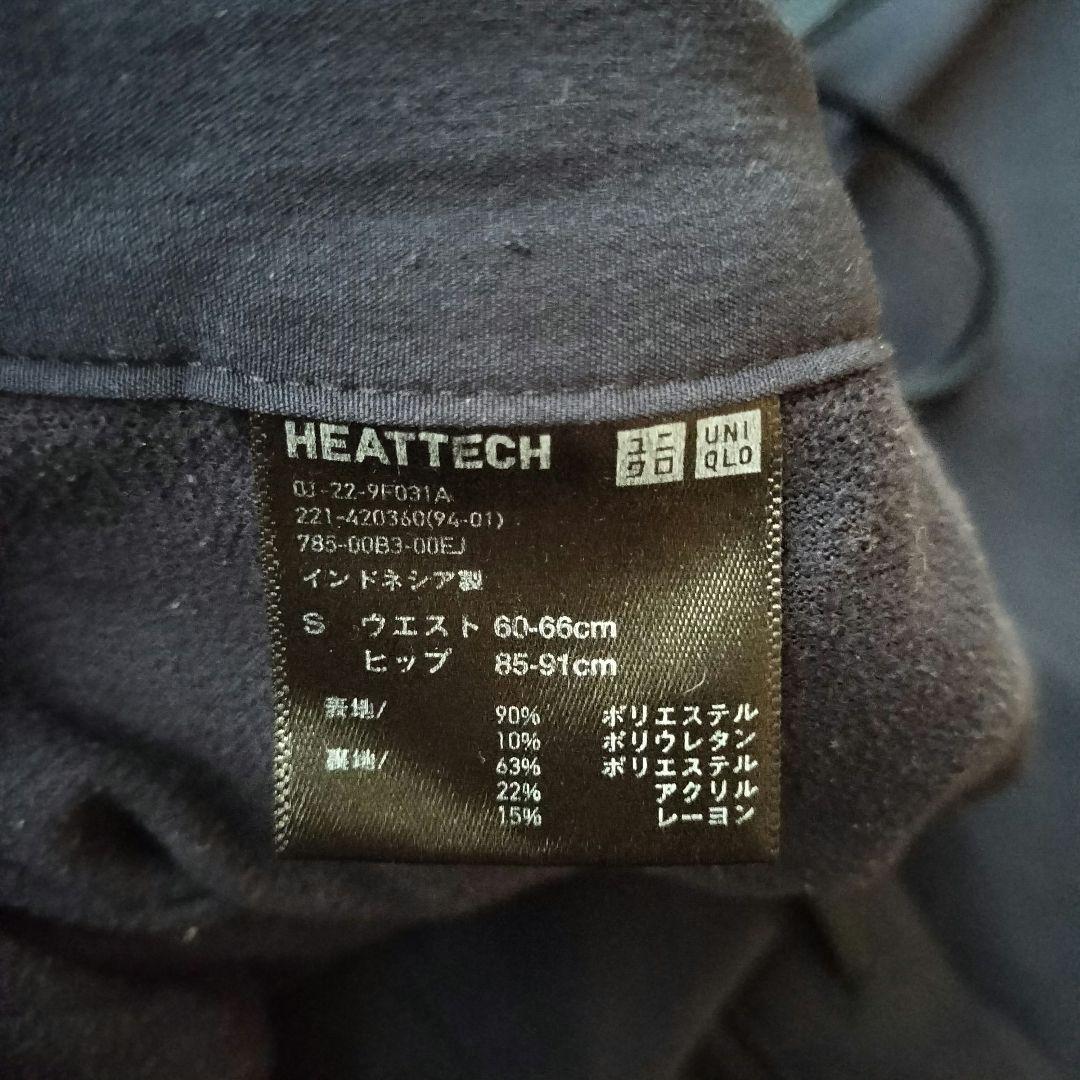 HEATTECH
ユニ
クロ
UNI
QLO
01-22-9F031A
221-420360(94-01)
785-00B3-00EJ
インドネシア製
S ウエスト 60-66cm
ヒップ 85-91cm
表地/ 90% ポリエステル
10% ポリウレタン
裏地/ 63% ポリエステル
22% アクリル
15% レーヨン